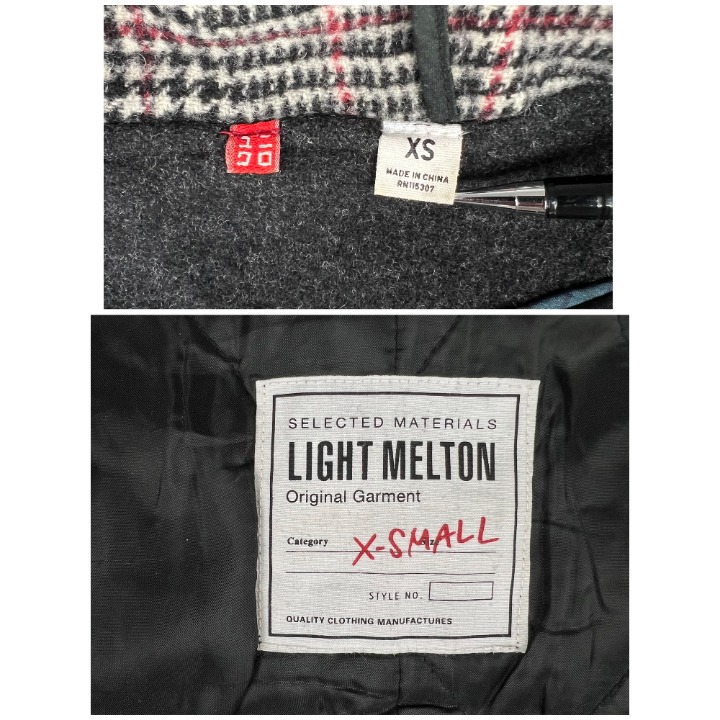 XS
MADE IN CHINA
RN115307
SELECTED MATERIALS
LIGHT MELTON
Original Garment
Category
X-SMALL
STYLE NO.
QUALITY CLOTHING MANUFACTURES